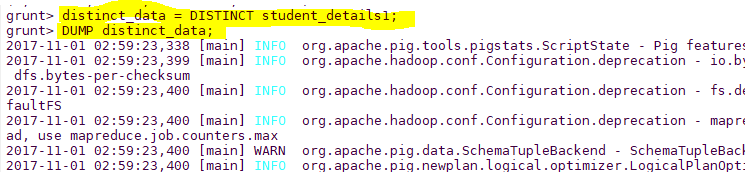 grunt> distinct_data = DISTINCT student_details1;
grunt> DUMP distinct_data;
2017-11-01 02:59:23,338 [main] INFO  org.apache.pig.tools.pigstats.ScriptState - Pig features
2017-11-01 02:59:23,399 [main] INFO  org.apache.hadoop.conf.Configuration.deprecation - io.by
dfs.bytes-per-checksum
2017-11-01 02:59:23,400 [main] INFO  org.apache.hadoop.conf.Configuration.deprecation - fs.de
faultFS
2017-11-01 02:59:23,400 [main] INFO  org.apache.hadoop.conf.Configuration.deprecation - mapre
ad, use mapreduce.job.counters.max
2017-11-01 02:59:23,400 [main] WARN  org.apache.pig.data.SchemaTupleBackend - SchemaTupleBack
2017-11-01 02:59:23,400 [main] INFO  org.apache.pig.newplan.logical.optimizer.LogicalPlanOpti